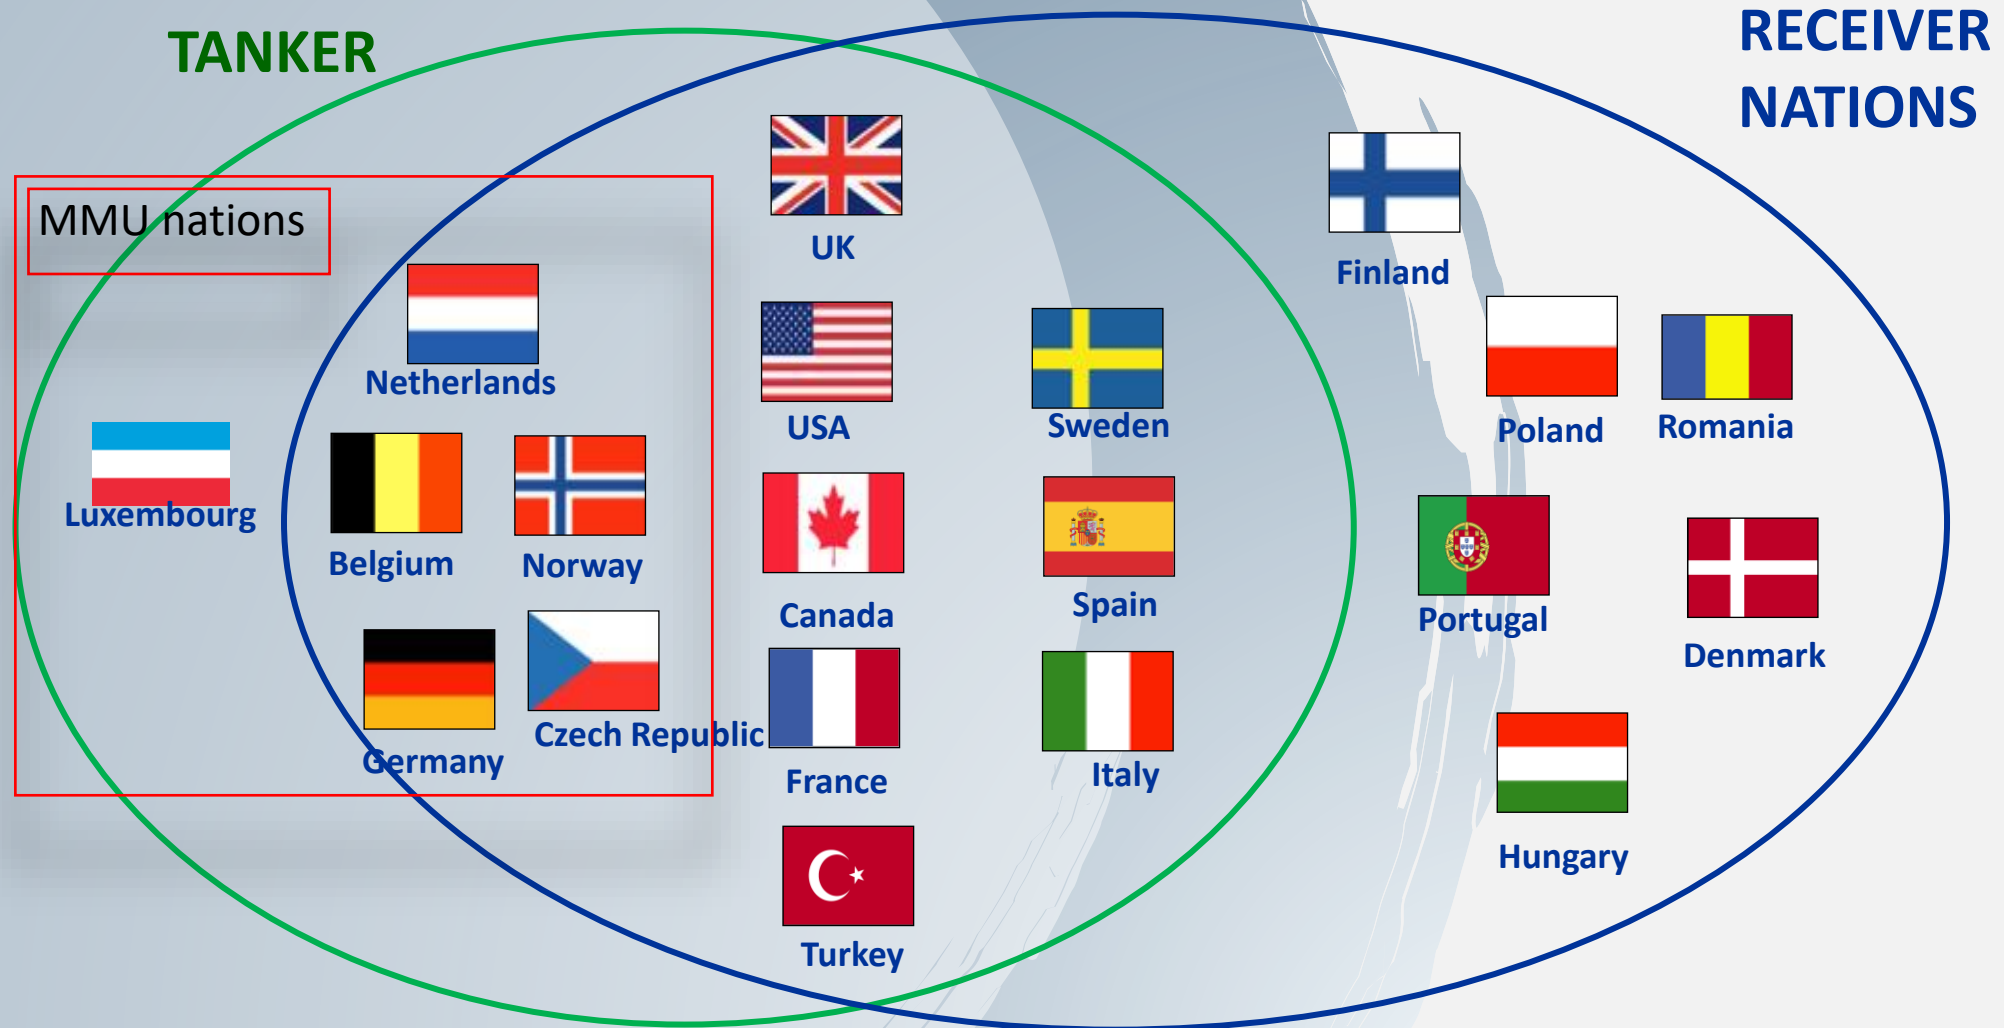 TANKER
RECEIVER
NATIONS
MMU nations
UK
Finland
Netherlands
USA
Sweden
Poland
Romania
Luxembourg
Belgium
Norway
Canada
Spain
Portugal
Denmark
Germany
Czech Republic
France
Italy
Hungary
Turkey